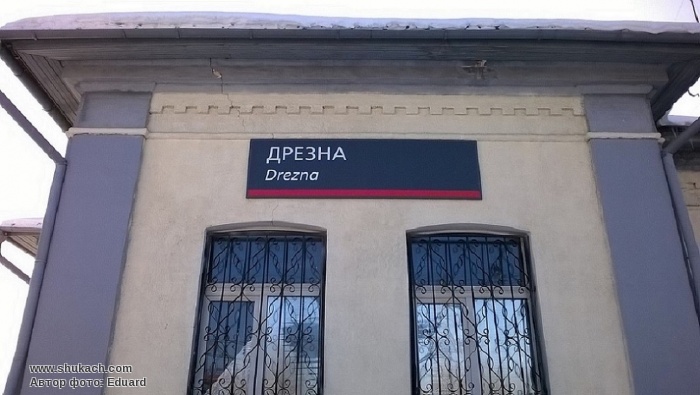 ДРЕЗНА
Drezna
www.shukach.com
Автор фото: Eduard